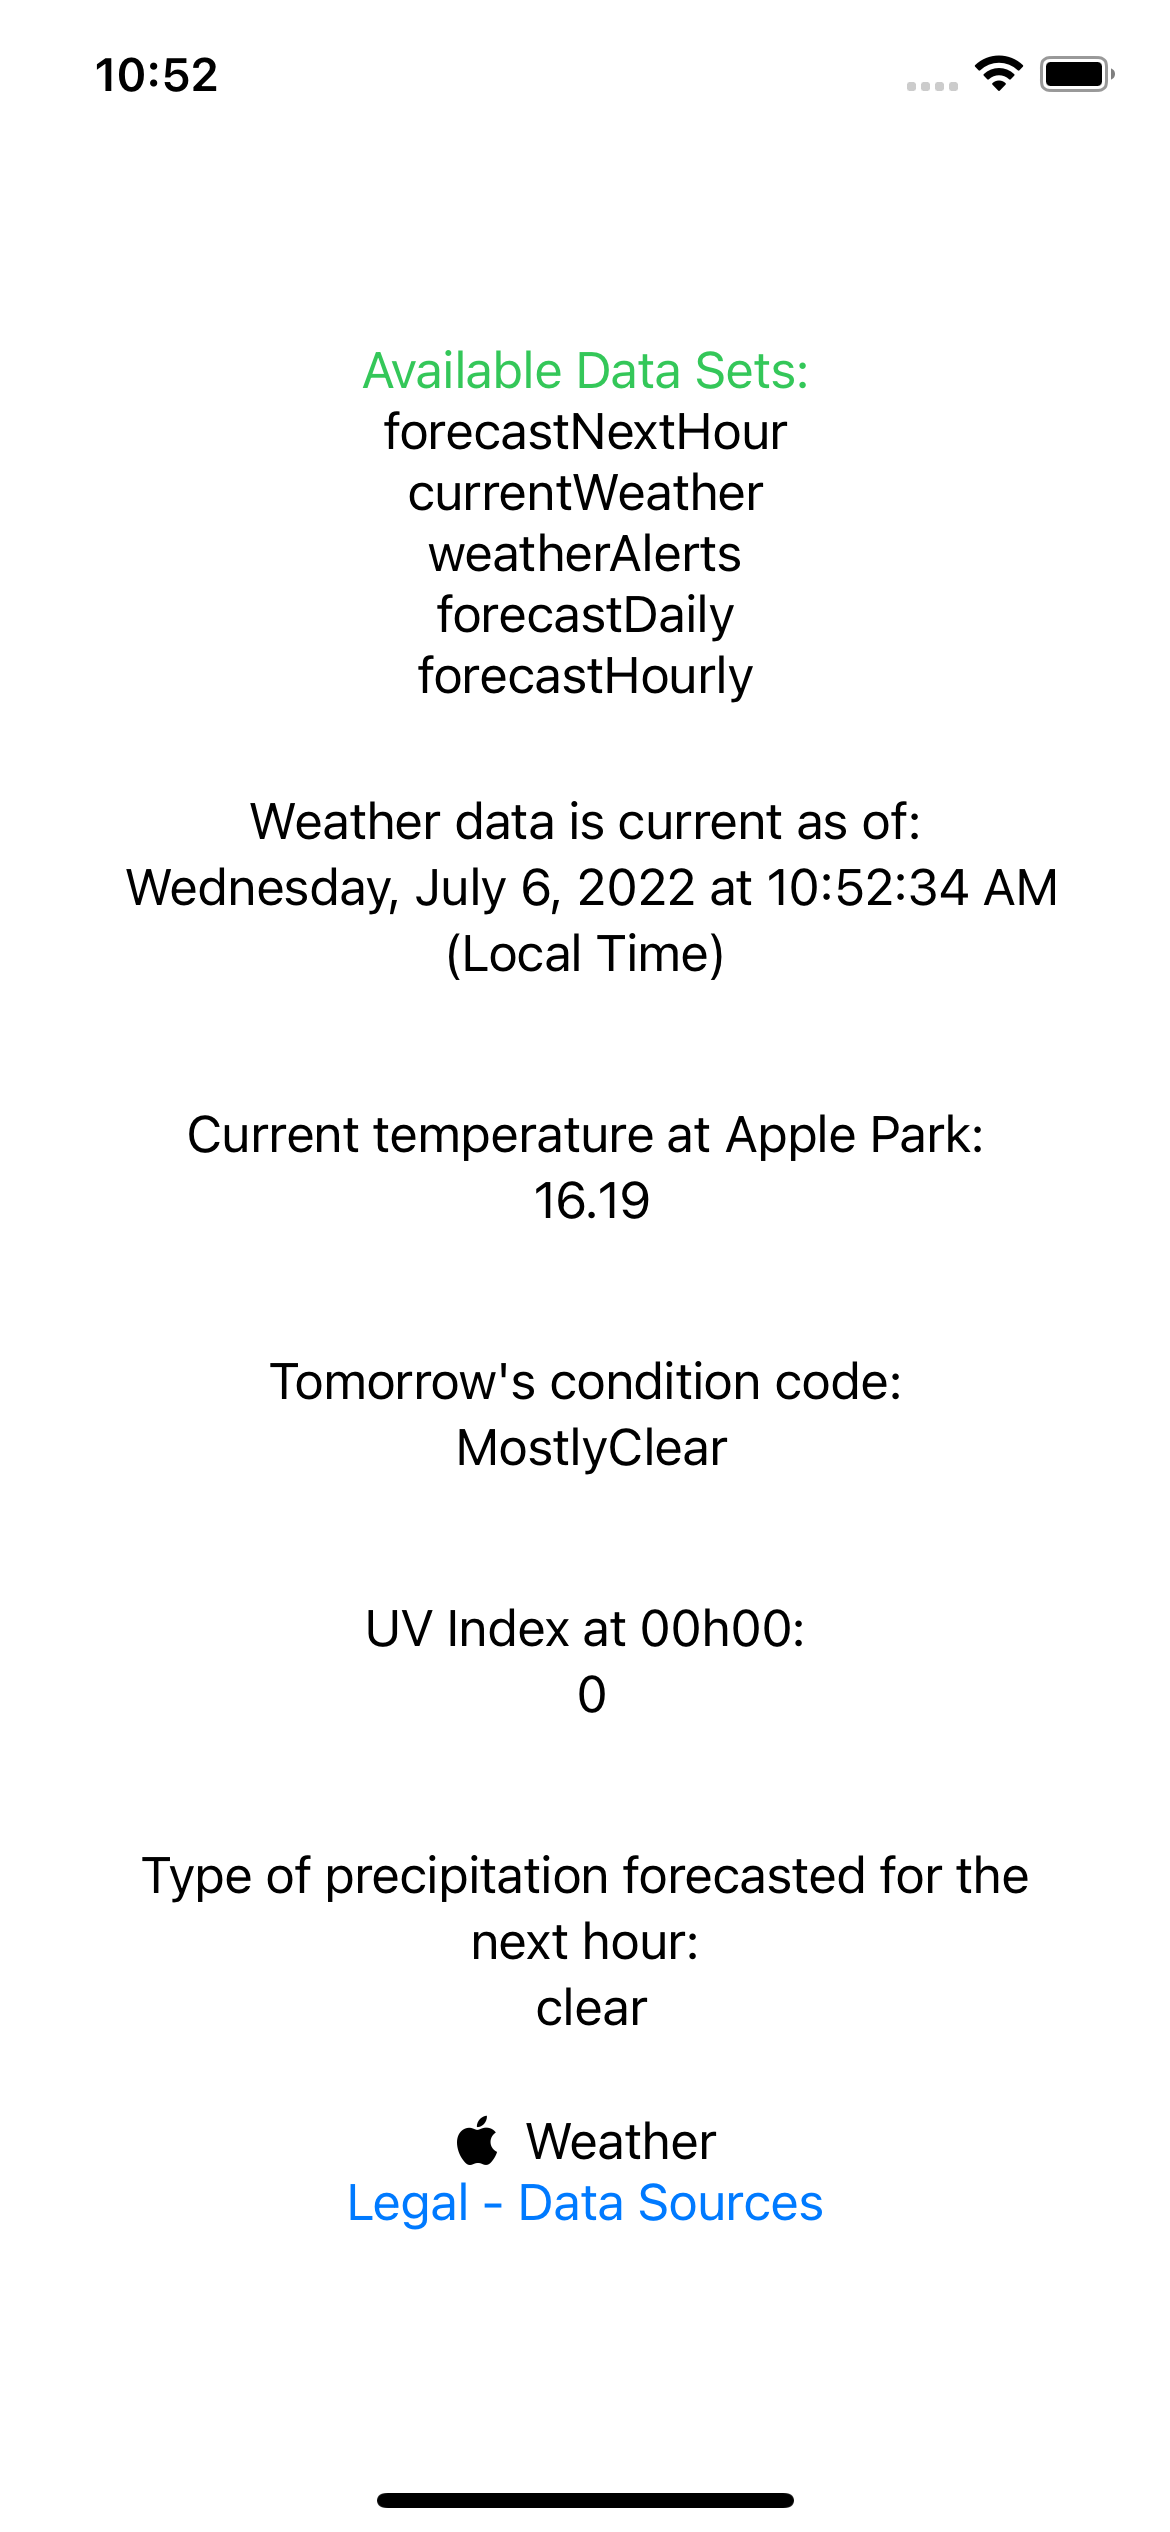 10:52
Available Data Sets:
forecastNextHour
currentWeather
weatherAlerts
forecastDaily
forecastHourly
Weather data is current as of:
Wednesday, July 6, 2022 at 10:52:34 AM
(Local Time)
Current temperature at Apple Park:
16.19
Tomorrow's condition code:
MostlyClear
UV Index at 00h00:
0
Type of precipitation forecasted for the
next hour:
clear
Weather
Legal - Data Sources